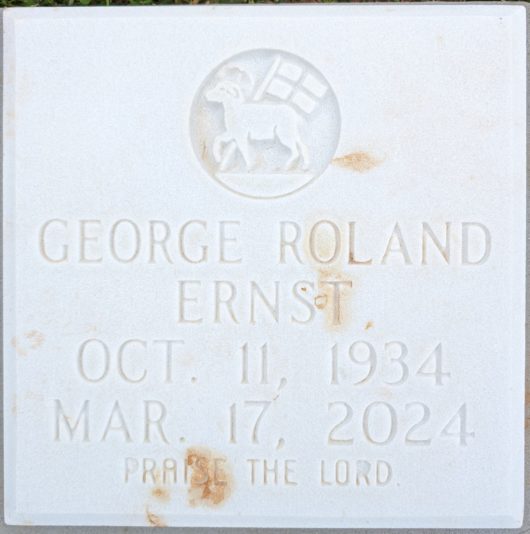 GEORGE ROLAND
ERNST
OCT. 11, 1934
MAR. 17, 2024
PRAISE THE LORD.